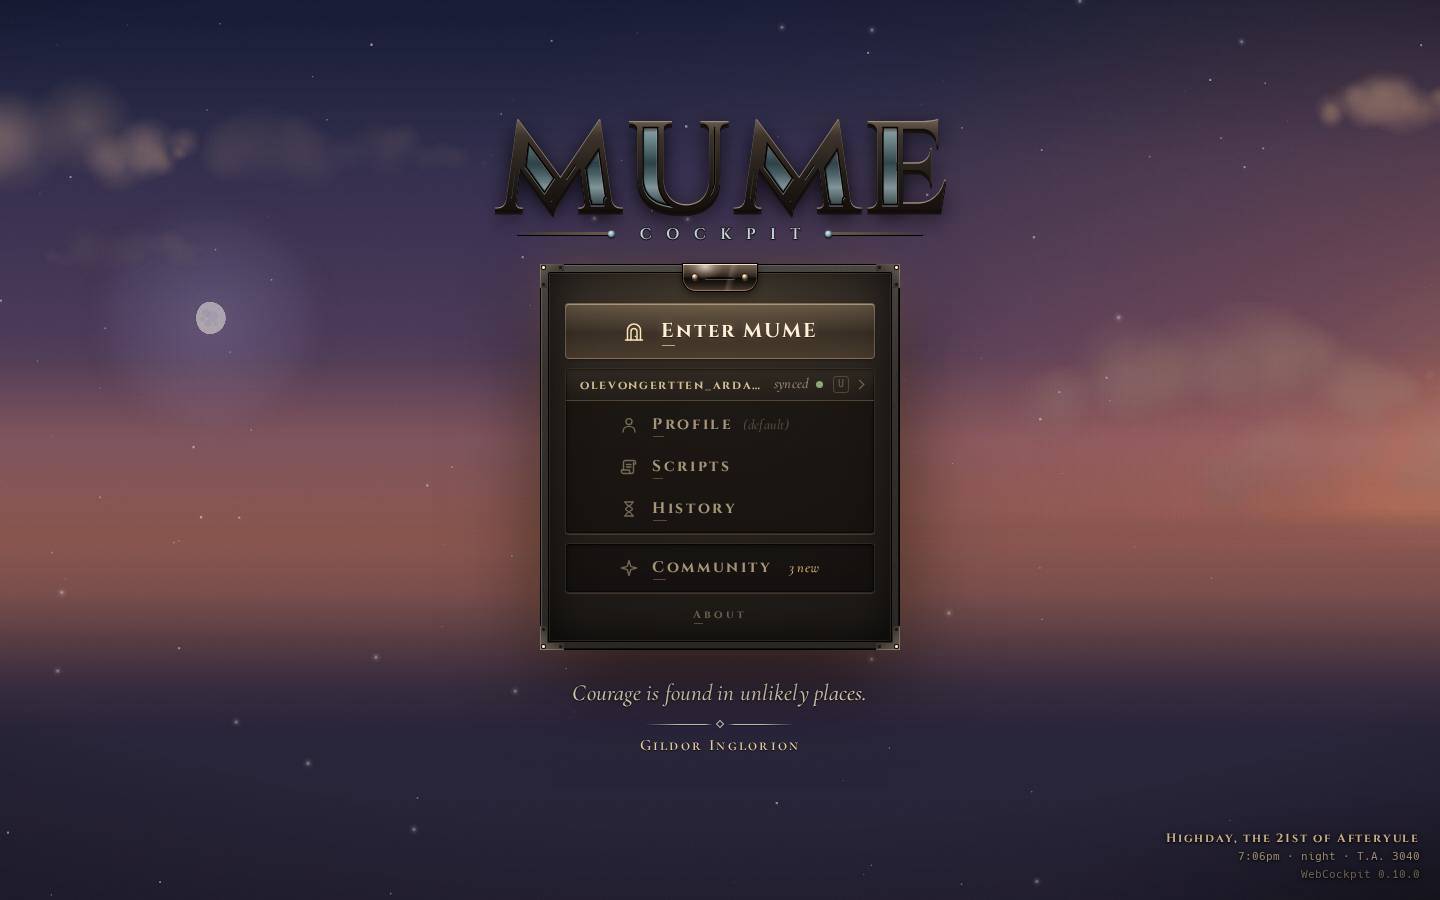 MUME
COCKPIT
Enter MUME
OLEVONGERTTEN_ARDA… synced U
Profile (default)
Scripts
History
Community 3 new
About
Courage is found in unlikely places.
Gildor Inglorion
Highday, the 21st of Afteryule
7:06pm · night · T.A. 3040
WebCockpit 0.10.0